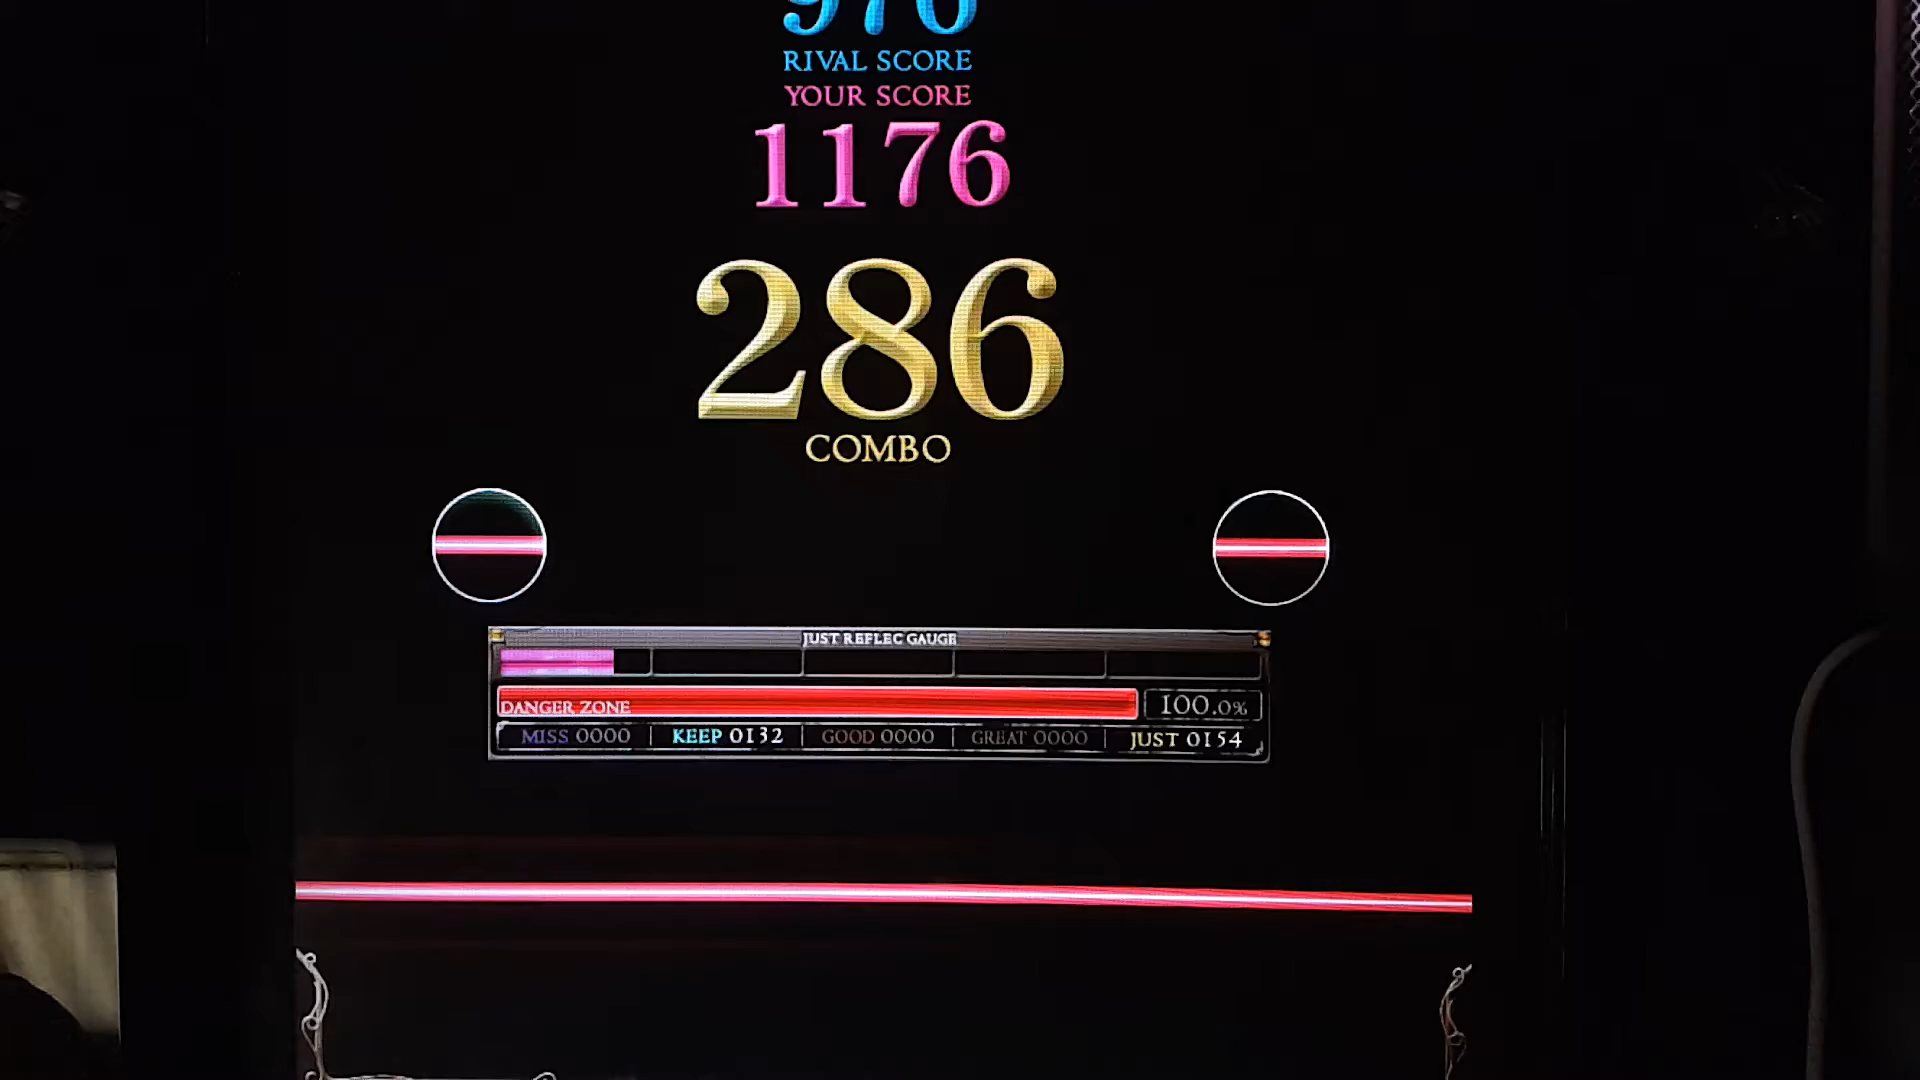 976
RIVAL SCORE
YOUR SCORE
1176
286
COMBO
JUST REFLEC GAUGE
DANGER ZONE 100.0%
MISS 0000 KEEP 0132 GOOD 0000 GREAT 0000 JUST 0154